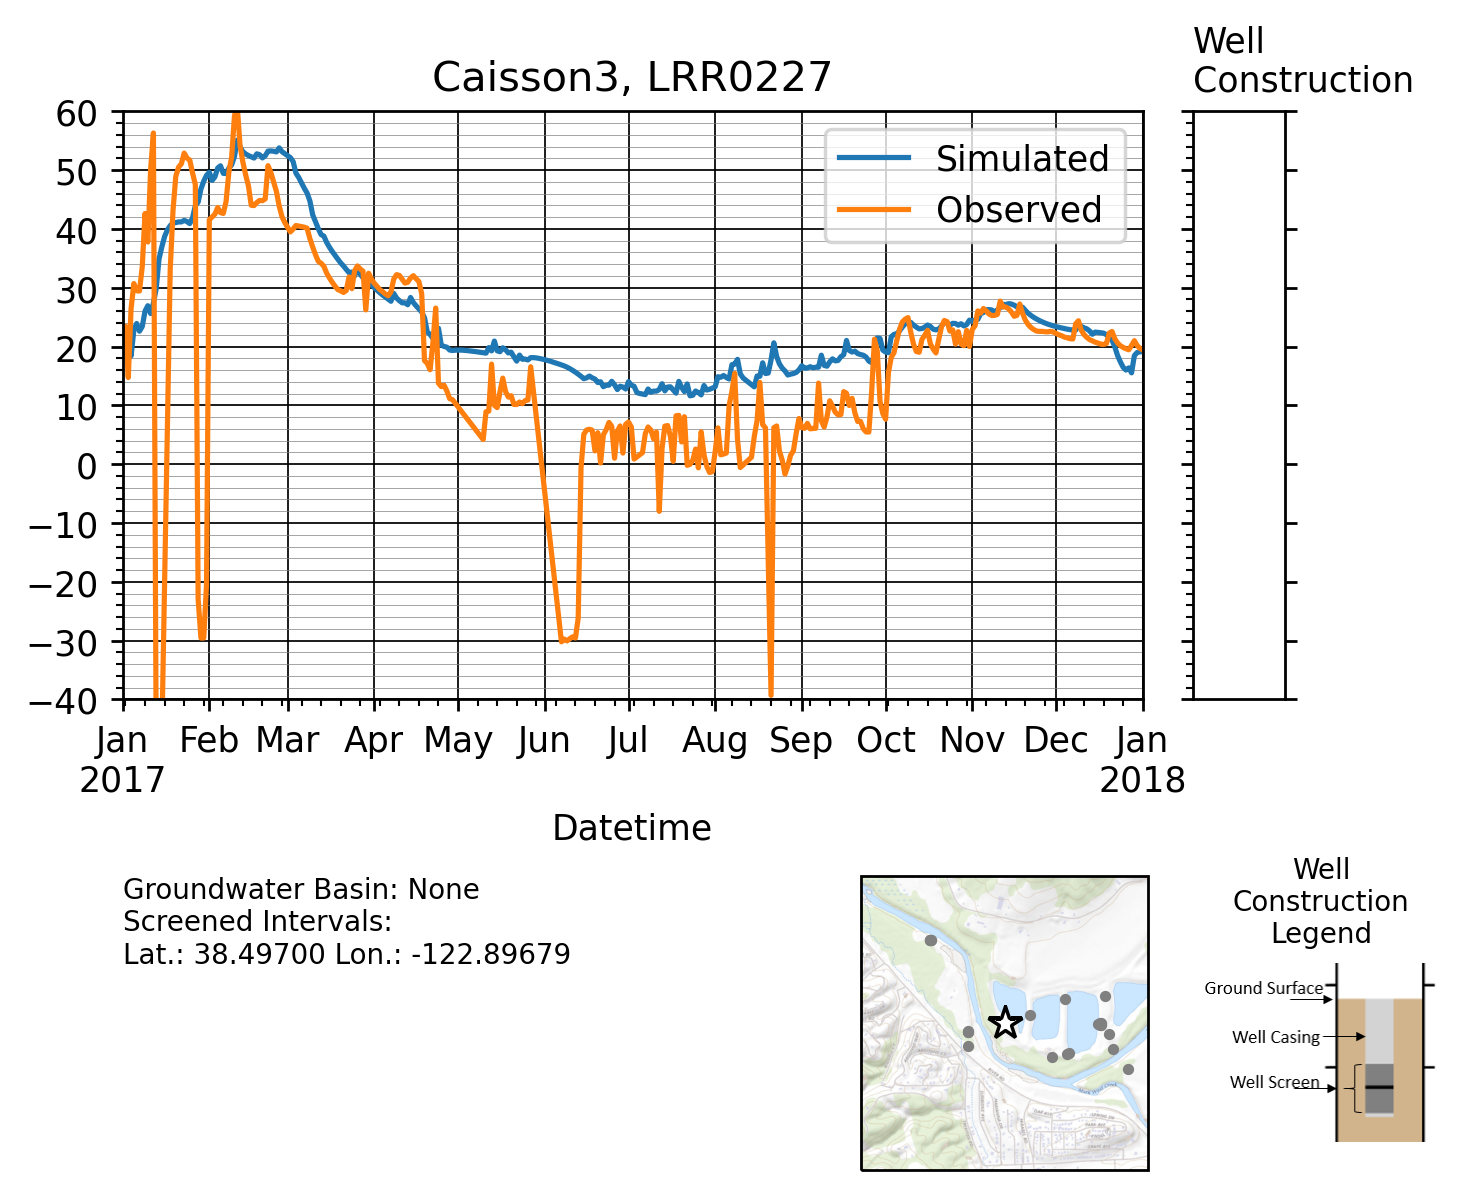 Well
Construction
Caisson3, LRR0227
60
50
40
30
20
10
0
−10
−20
−30
−40
Simulated
Observed
Jan Feb Mar Apr May Jun Jul Aug Sep Oct Nov Dec Jan
2017 2018
Datetime
Groundwater Basin: None
Screened Intervals:
Lat.: 38.49700 Lon.: -122.89679
Well
Construction
Legend
Ground Surface
Well Casing
Well Screen